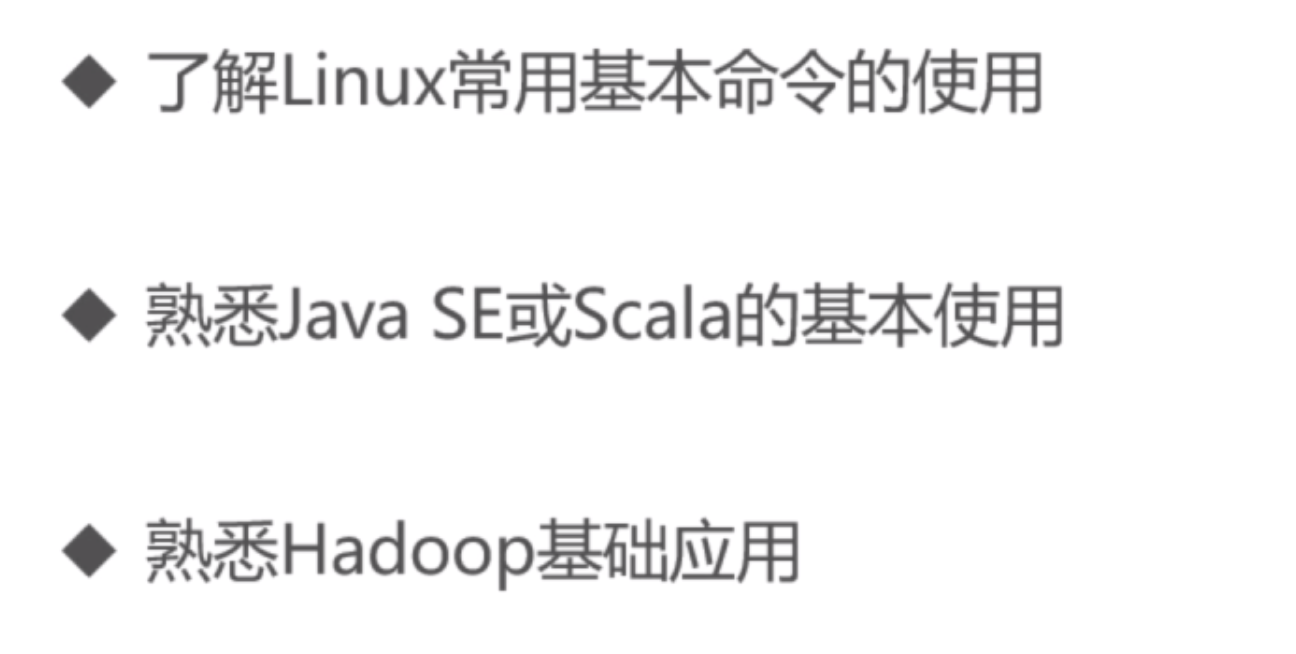 ◆ 了解Linux常用基本命令的使用
◆ 熟悉Java SE或Scala的基本使用
◆ 熟悉Hadoop基础应用